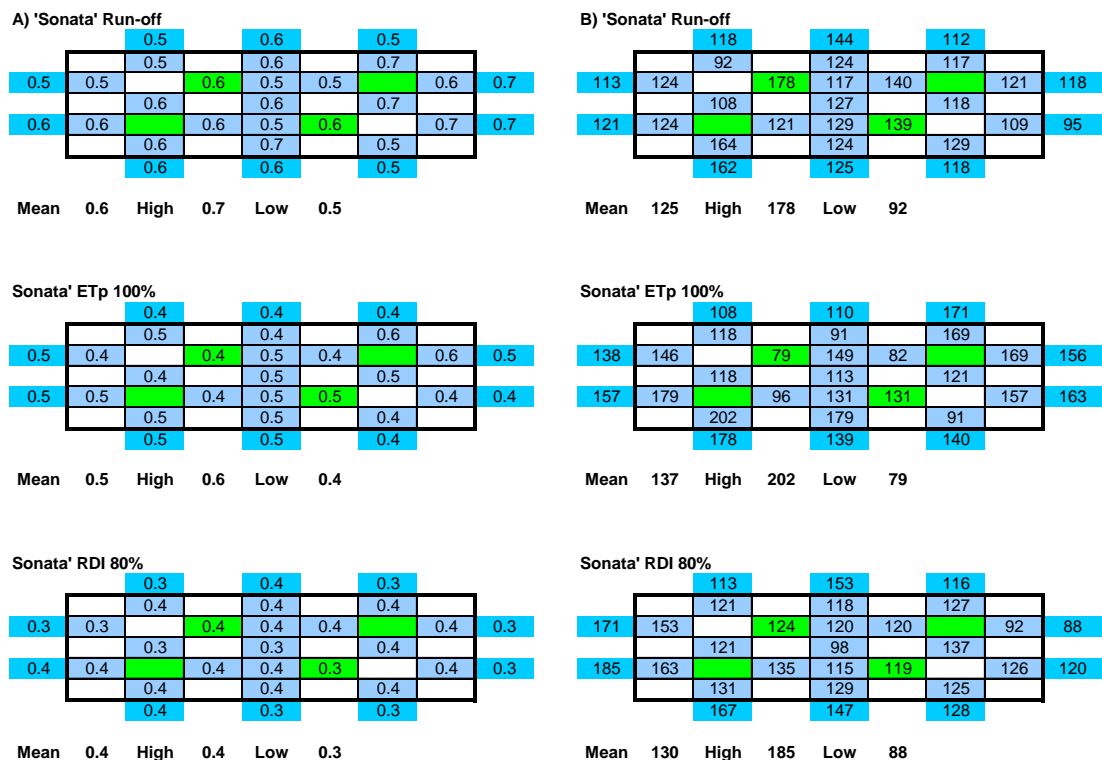 A) 'Sonata' Run-off
0.5 0.6 0.5
0.5 0.6 0.7
0.5 0.5 0.6 0.5 0.5 0.6 0.7
0.6 0.6 0.7
0.6 0.6 0.6 0.5 0.6 0.7 0.7
0.6 0.7 0.5
0.6 0.6 0.5
Mean 0.6 High 0.7 Low 0.5
B) 'Sonata' Run-off
118 144 112
92 124 117
113 124 178 117 140 121 118
108 127 118
121 124 121 129 139 109 95
164 124 129
162 125 118
Mean 125 High 178 Low 92
Sonata' ETp 100%
0.4 0.4 0.4
0.5 0.4 0.6
0.5 0.4 0.4 0.5 0.4 0.6 0.5
0.4 0.5 0.5
0.5 0.5 0.4 0.5 0.5 0.4 0.4
0.5 0.5 0.4
0.5 0.5 0.4
Mean 0.5 High 0.6 Low 0.4
Sonata' ETp 100%
108 110 171
118 91 169
138 146 79 149 82 169 156
118 113 121
157 179 96 131 131 157 163
202 179 91
178 139 140
Mean 137 High 202 Low 79
Sonata' RDI 80%
0.3 0.4 0.3
0.4 0.4 0.4
0.3 0.3 0.4 0.4 0.4 0.4 0.3
0.3 0.3 0.4
0.4 0.4 0.4 0.4 0.3 0.4 0.3
0.4 0.4 0.4
0.4 0.3 0.3
Mean 0.4 High 0.4 Low 0.3
Sonata' RDI 80%
113 153 116
121 118 127
171 153 124 120 120 92 88
121 98 137
185 163 135 115 119 126 120
131 129 125
167 147 128
Mean 130 High 185 Low 88